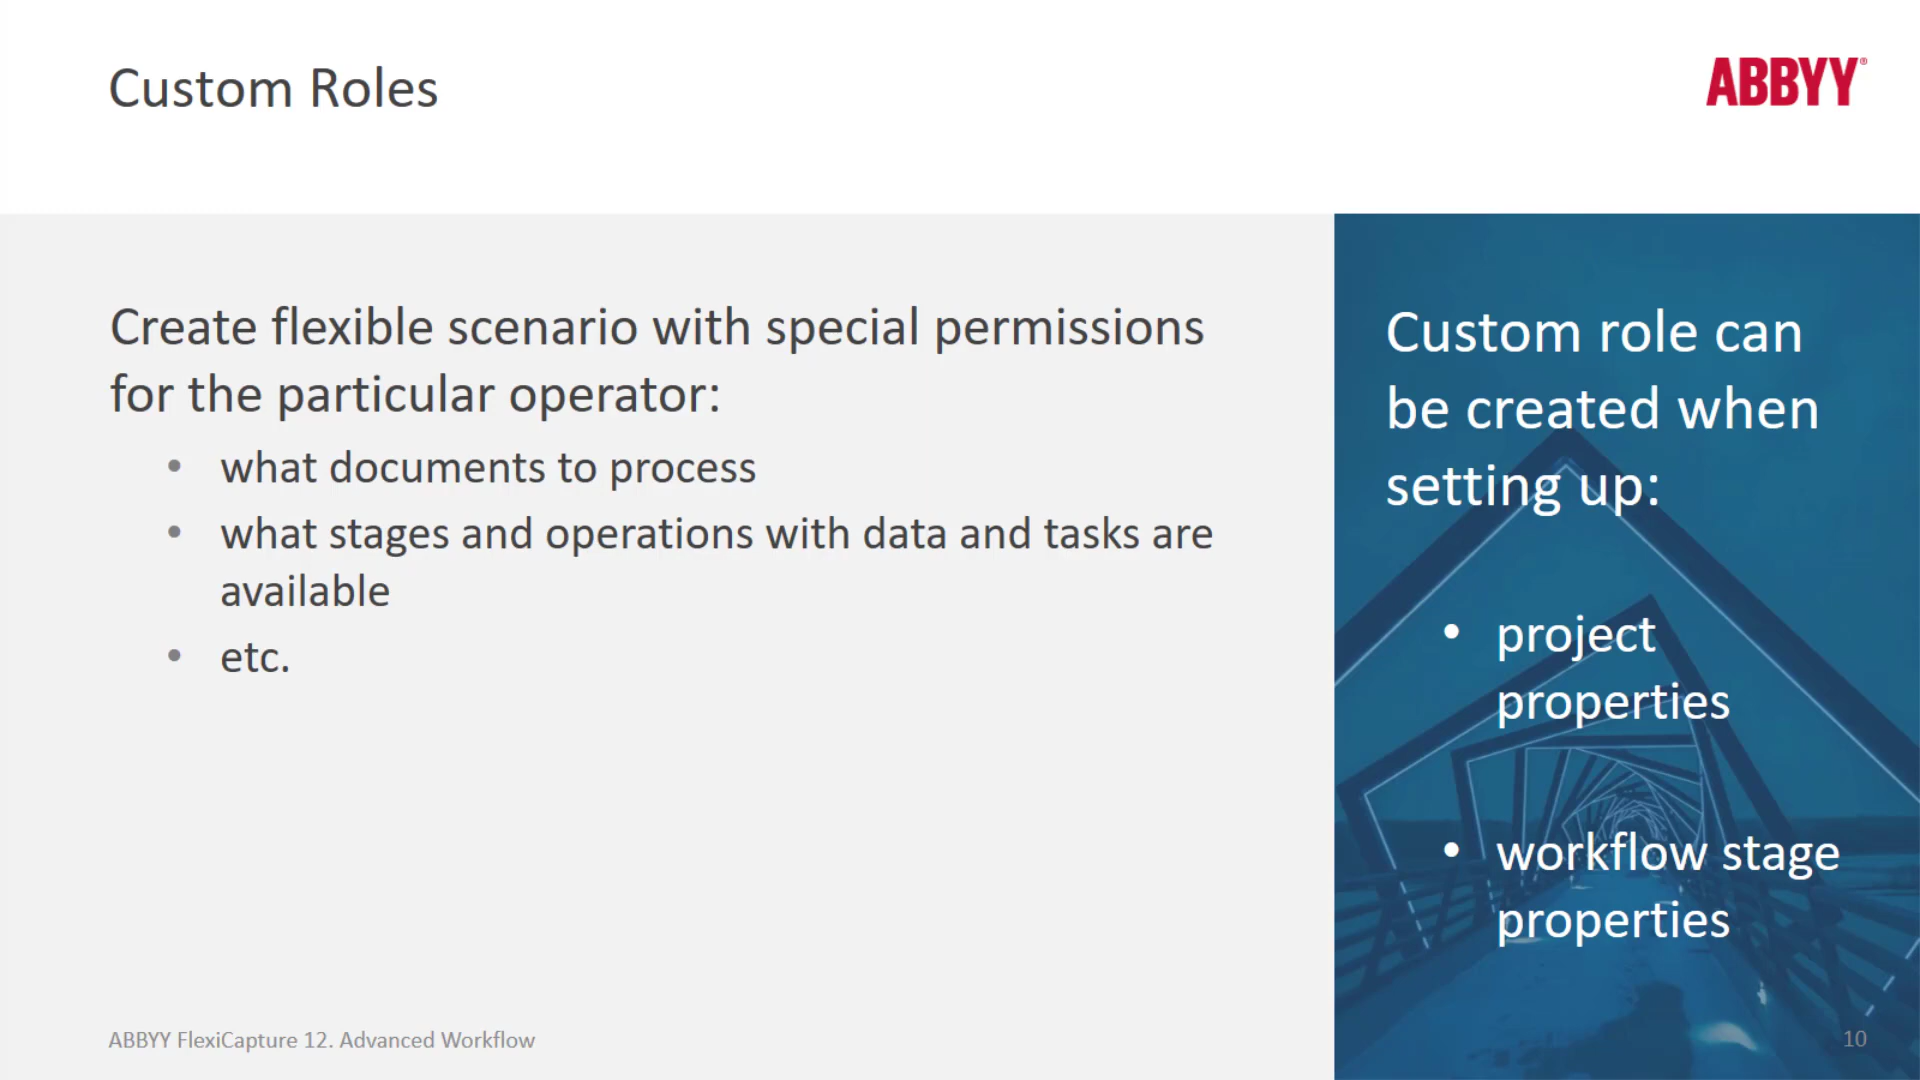 Custom Roles
ABBYY®
Create flexible scenario with special permissions
for the particular operator:
• what documents to process
• what stages and operations with data and tasks are
available
• etc.
Custom role can
be created when
setting up:
• project
properties
• workflow stage
properties
ABBYY FlexiCapture 12. Advanced Workflow
10